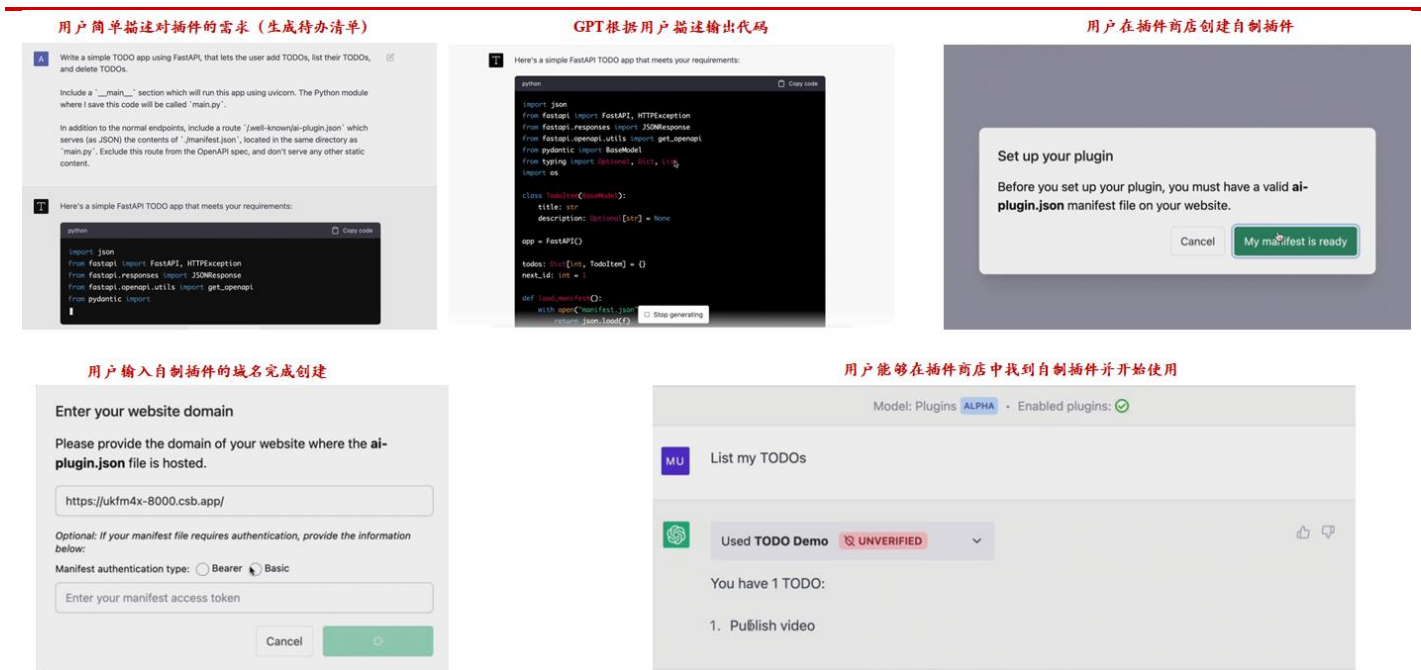 用户简单描述对插件的需求（生成待办清单）
A
Write a simple TODO app using FastAPI, that lets the user add TODOs, list their TODOs,
and delete TODOs.
Include a `__main__` section which will run this app using uvicorn. The Python module
where I save this code will be called `main.py`.
In addition to the normal endpoints, include a route `/.well-known/ai-plugin.json` which
serves (as JSON) the contents of `./manifest.json`, located in the same directory as
`main.py`. Exclude this route from the OpenAPI spec, and don't serve any other static
content.
Here's a simple FastAPI TODO app that meets your requirements:
python
Copy code
import json
from fastapi import FastAPI, HTTPException
from fastapi.responses import JSONResponse
from fastapi.openapi.utils import get_openapi
from pydantic import
GPT根据用户描述输出代码
Here's a simple FastAPI TODO app that meets your requirements:
python
Copy code
import json
from fastapi import FastAPI, HTTPException
from fastapi.responses import JSONResponse
from fastapi.openapi.utils import get_openapi
from pydantic import BaseModel
from typing import Optional, Dict, List
import os
class TodoItem(BaseModel):
title: str
description: Optional[str] = None
app = FastAPI()
todos: Dict[int, TodoItem] = {}
next_id: int = 1
def load_manifest():
with open("manifest.json"
return json.load(f)
Stop generating
用户在插件商店创建自制插件
Set up your plugin
Before you set up your plugin, you must have a valid ai-
plugin.json manifest file on your website.
Cancel
My manifest is ready
用户输入自制插件的域名完成创建
Enter your website domain
Please provide the domain of your website where the ai-
plugin.json file is hosted.
https://ukfm4x-8000.csb.app/
Optional: If your manifest file requires authentication, provide the information
below:
Manifest authentication type: Bearer Basic
Enter your manifest access token
Cancel
用户能够在插件商店中找到自制插件并开始使用
Model: Plugins ALPHA • Enabled plugins:
MU
List my TODOs
Used TODO Demo UNVERIFIED
You have 1 TODO:
1. Publish video